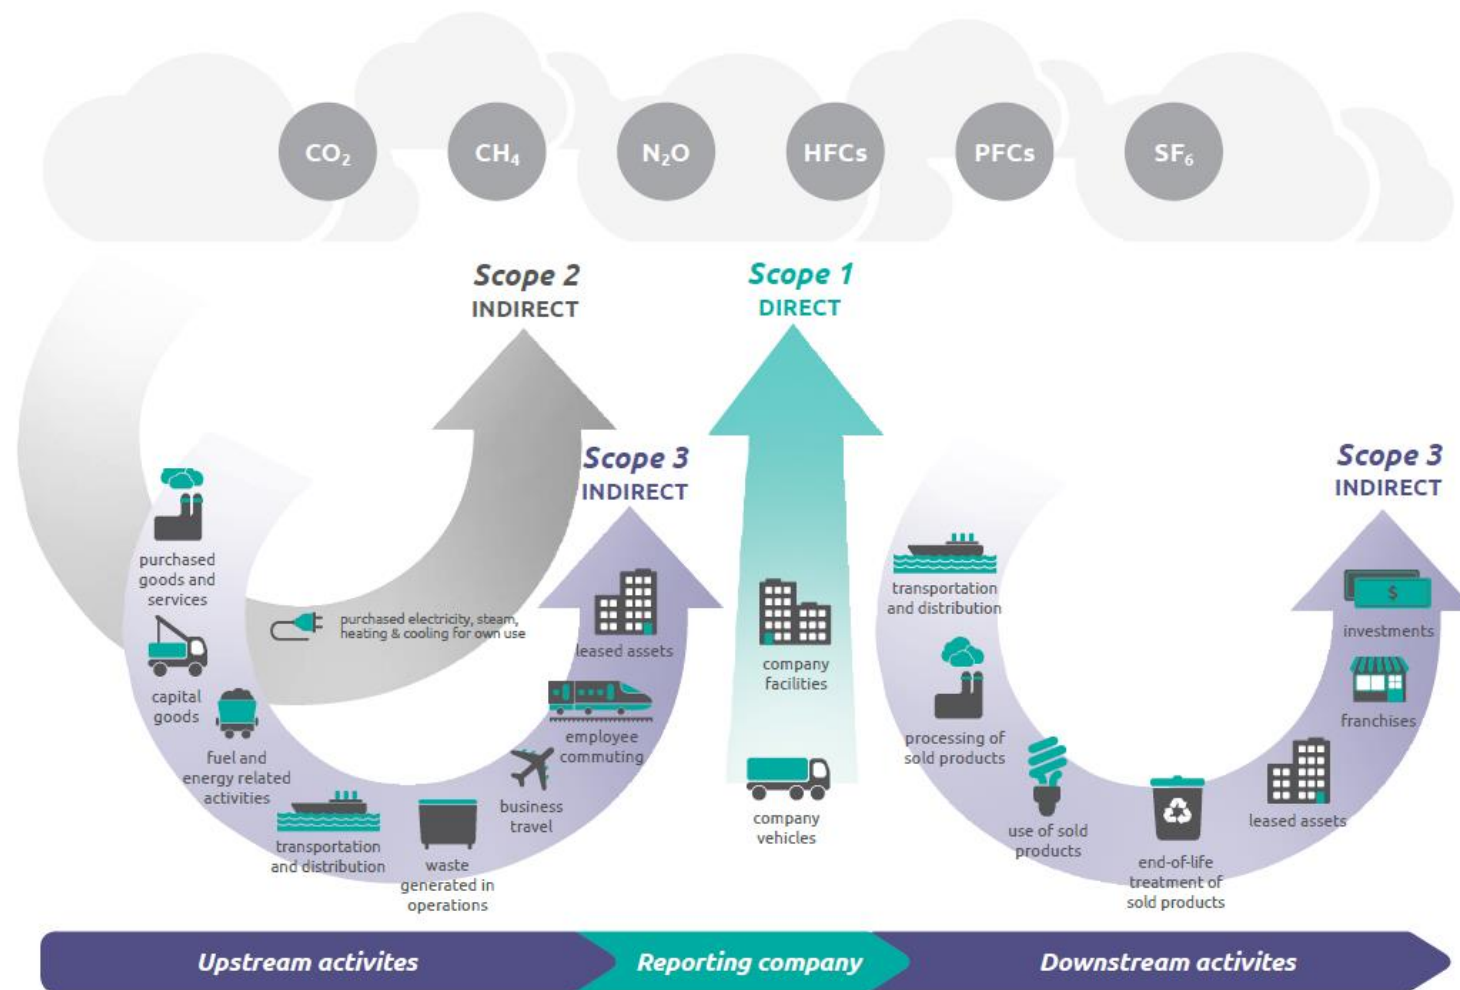 CO₂
CH₄
N₂O
HFCs
PFCs
SF₆
Scope 2
INDIRECT
Scope 1
DIRECT
Scope 3
INDIRECT
Scope 3
INDIRECT
purchased
goods and
services
capital
goods
fuel and
energy related
activities
transportation
and distribution
waste
generated in
operations
business
travel
employee
commuting
leased assets
purchased electricity, steam,
heating & cooling for own use
company
facilities
company
vehicles
transportation
and distribution
processing of
sold products
use of sold
products
end-of-life
treatment of
sold products
leased assets
franchises
$
investments
Upstream activites
Reporting company
Downstream activites